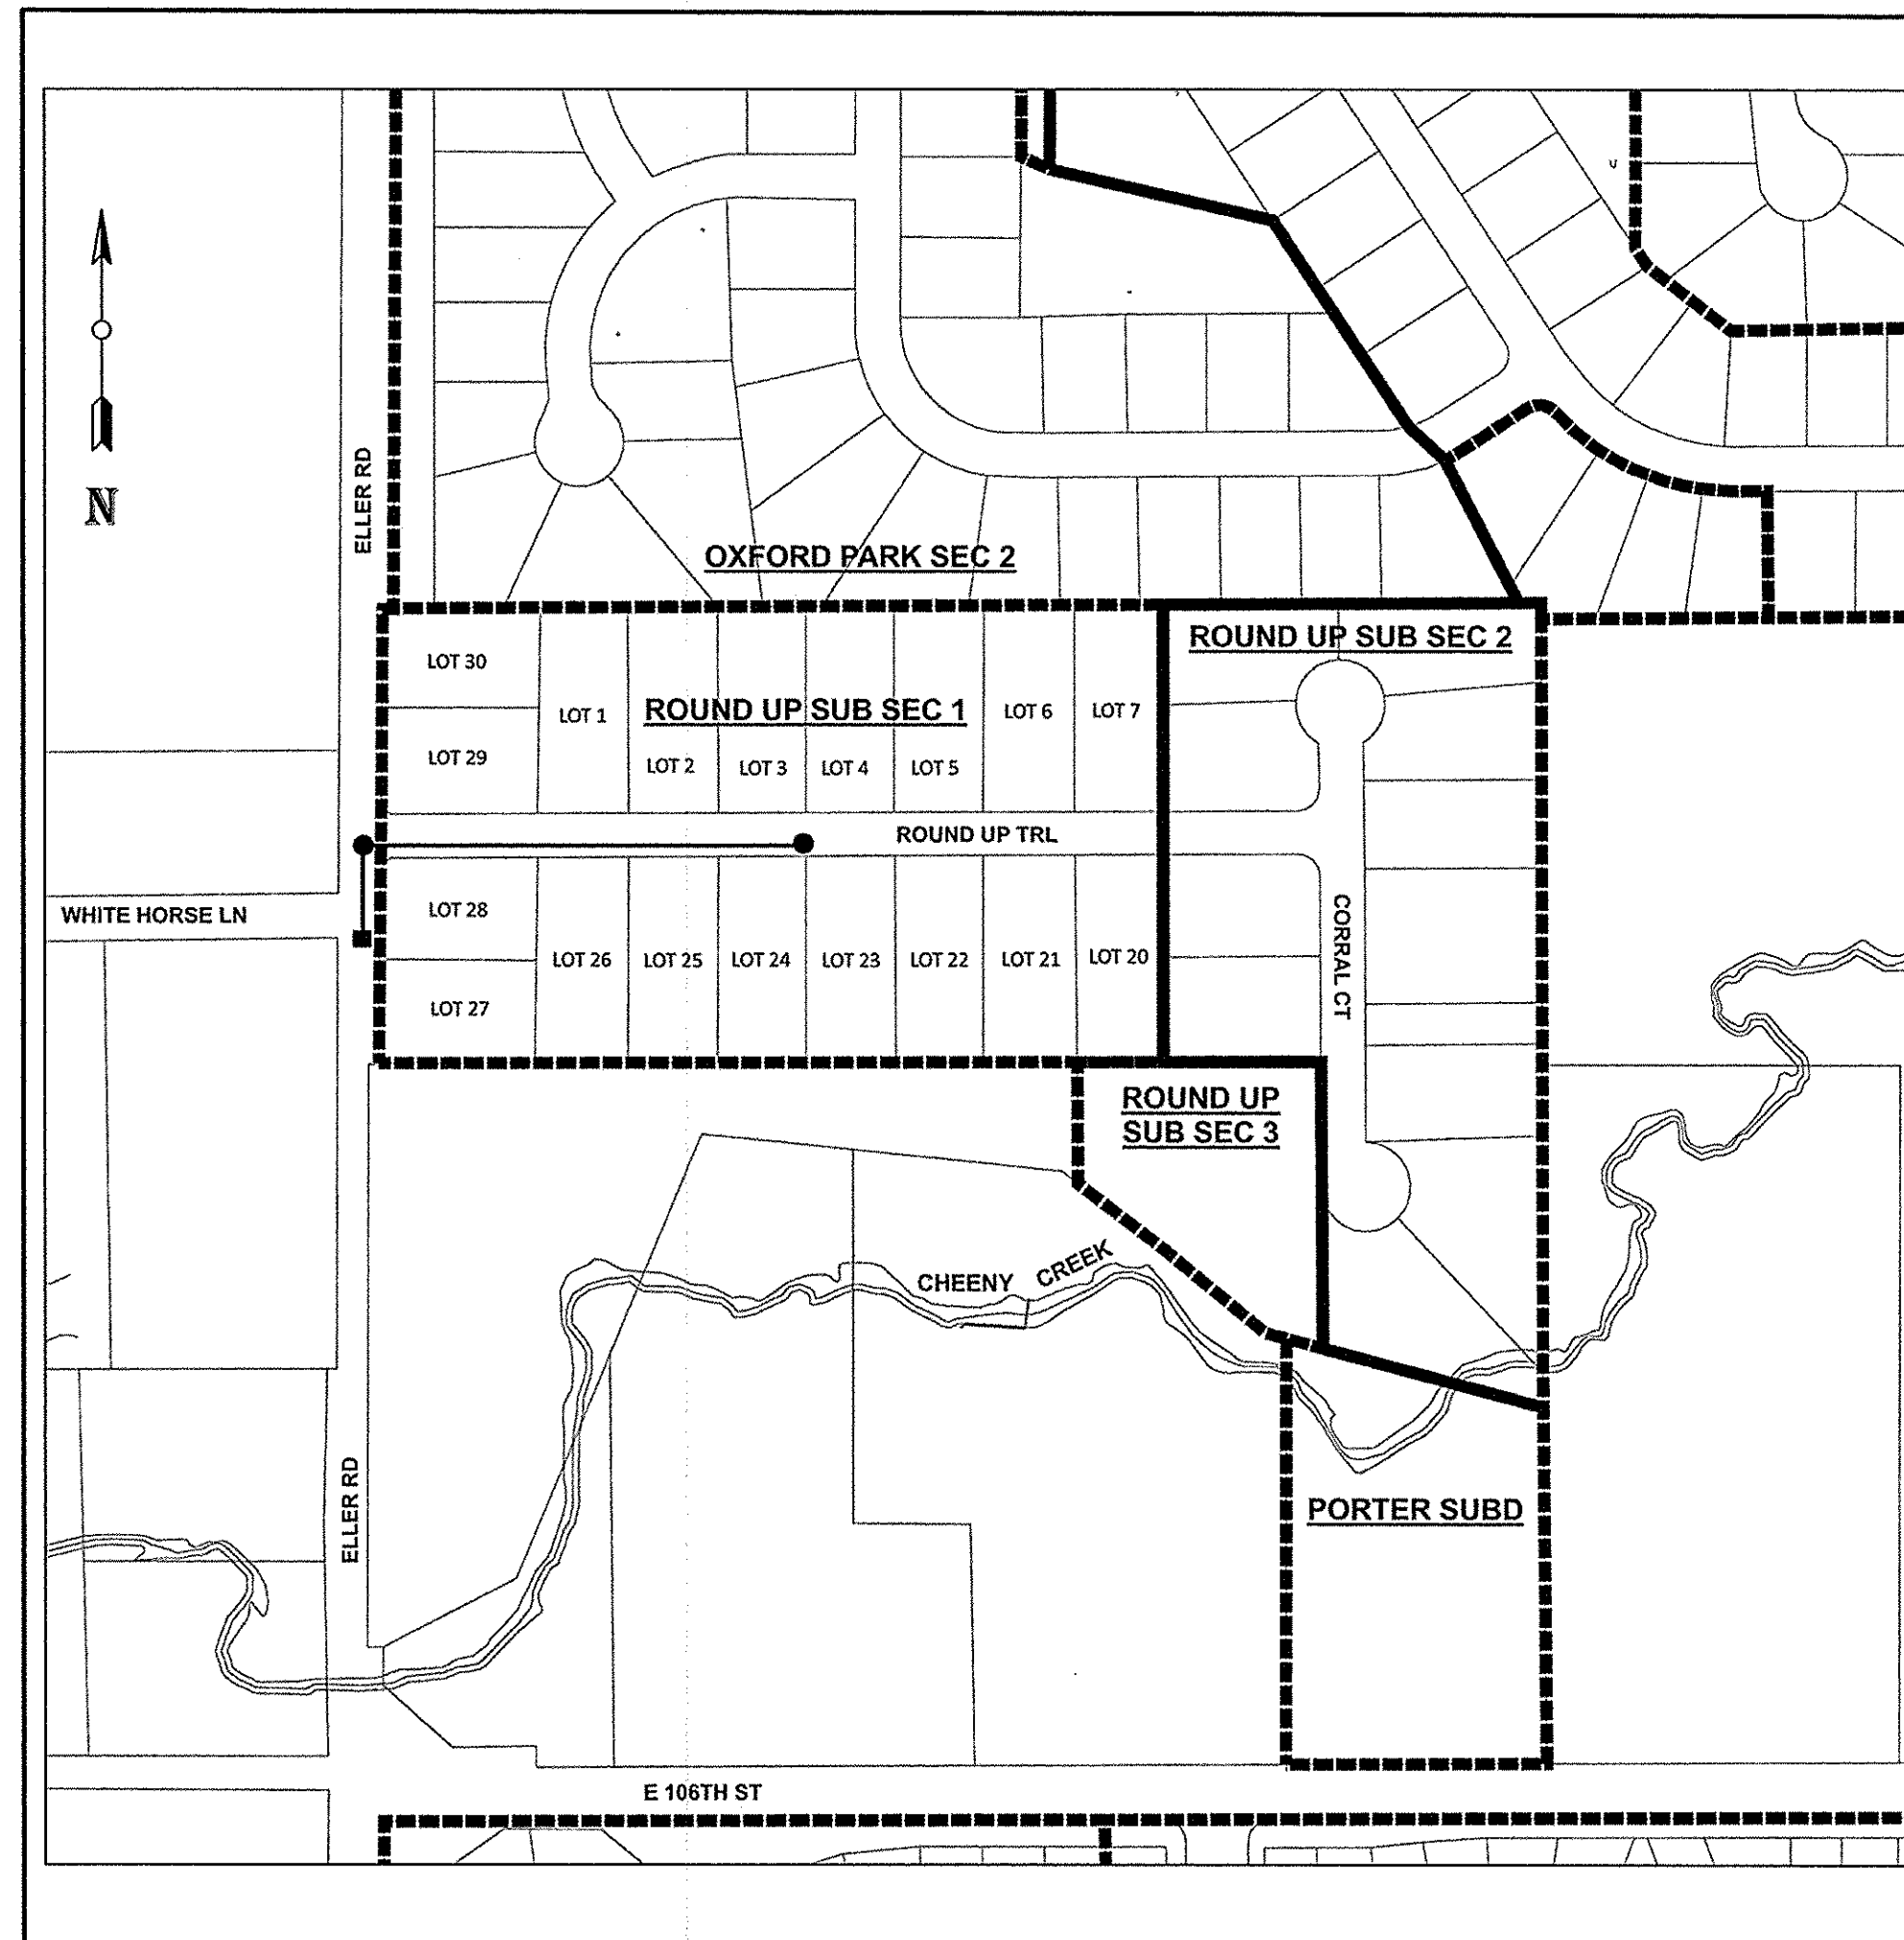 N
ELLER RD
OXFORD PARK SEC 2
ROUND UP SUB SEC 2
LOT 30
LOT 1
ROUND UP SUB SEC 1
LOT 6
LOT 7
LOT 29
LOT 2
LOT 3
LOT 4
LOT 5
ROUND UP TRL
WHITE HORSE LN
LOT 28
LOT 26
LOT 25
LOT 24
LOT 23
LOT 22
LOT 21
LOT 20
CORRAL CT
LOT 27
ROUND UP
SUB SEC 3
CHEENY CREEK
ELLER RD
PORTER SUBD
E 106TH ST